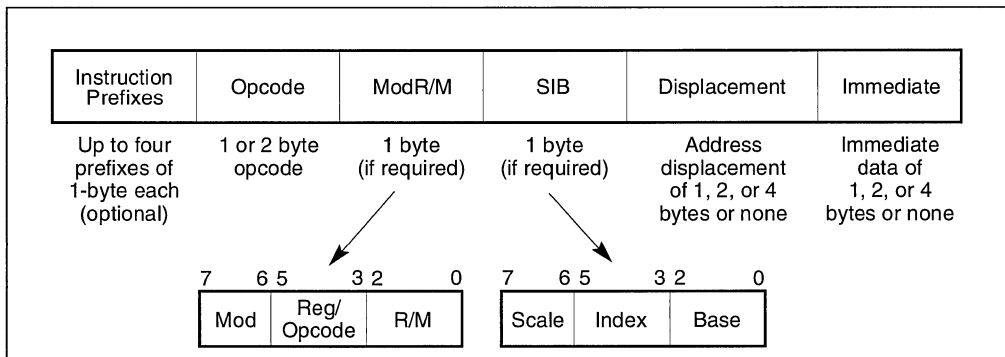 Instruction Prefixes
Opcode
ModR/M
SIB
Displacement
Immediate
Up to four
prefixes of
1-byte each
(optional)
1 or 2 byte
opcode
1 byte
(if required)
1 byte
(if required)
Address
displacement
of 1, 2, or 4
bytes or none
Immediate
data of
1, 2, or 4
bytes or none
7 6 5 3 2 0
Mod
Reg/
Opcode
R/M
7 6 5 3 2 0
Scale
Index
Base